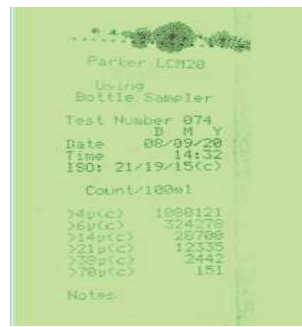 Parker LCM20
Using
Bottle Sampler
Test Number 074
D M Y
Date 08/09/20
Time 14:32
ISO: 21/19/15(c)
Count/100ml
>4µ(c) 1080121
>6µ(c) 324278
>14µ(c) 28700
>21µ(c) 12335
>38µ(c) 2442
>70µ(c) 151
Notes